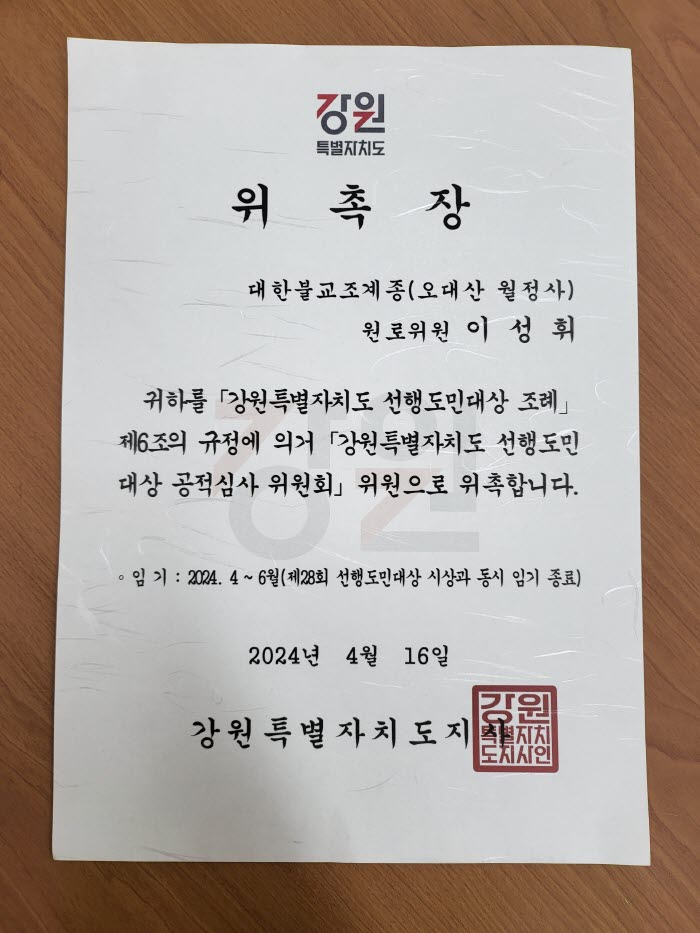 강원
특별자치도
위 촉 장
대한불교조계종(오대산 월정사)
원로위원 이 성 휘
귀하를 「강원특별자치도 선행도민대상 조례」
제6조의 규정에 의거 「강원특별자치도 선행도민
대상 공적심사 위원회」 위원으로 위촉합니다.
◦ 임 기 : 2024. 4 ~ 6월(제28회 선행도민대상 시상과 동시 임기 종료)
2024년 4월 16일
강원특별자치도지사
강원
특별자치
도지사인